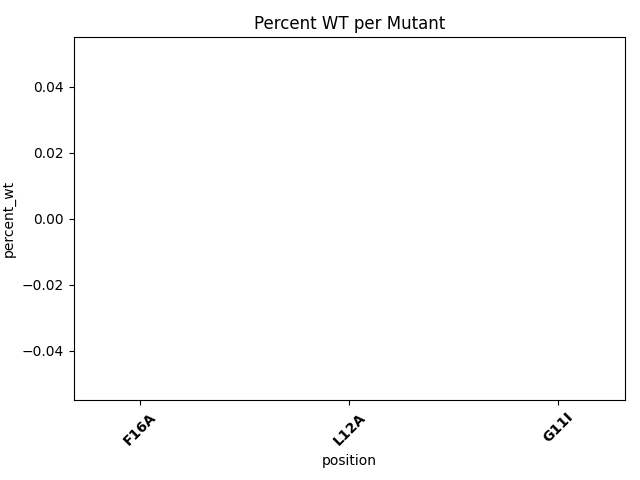 Percent WT per Mutant
0.04
0.02
0.00
−0.02
−0.04
percent_wt
F16A
L12A
G11I
position